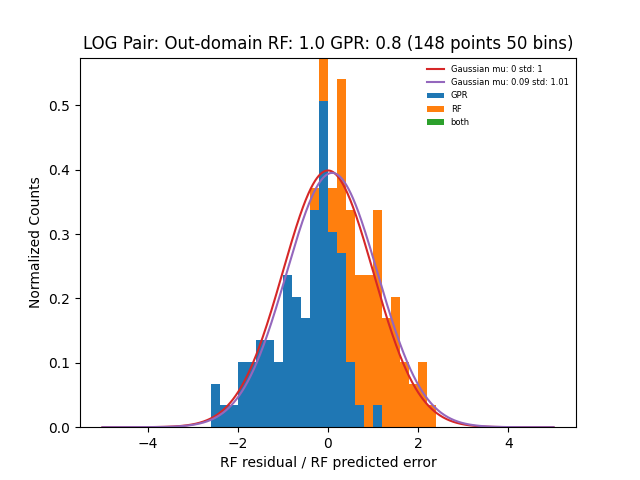 LOG Pair: Out-domain RF: 1.0 GPR: 0.8 (148 points 50 bins)
Gaussian mu: 0 std: 1
Gaussian mu: 0.09 std: 1.01
GPR
RF
both
Normalized Counts
0.5
0.4
0.3
0.2
0.1
0.0
−4
−2
0
2
4
RF residual / RF predicted error